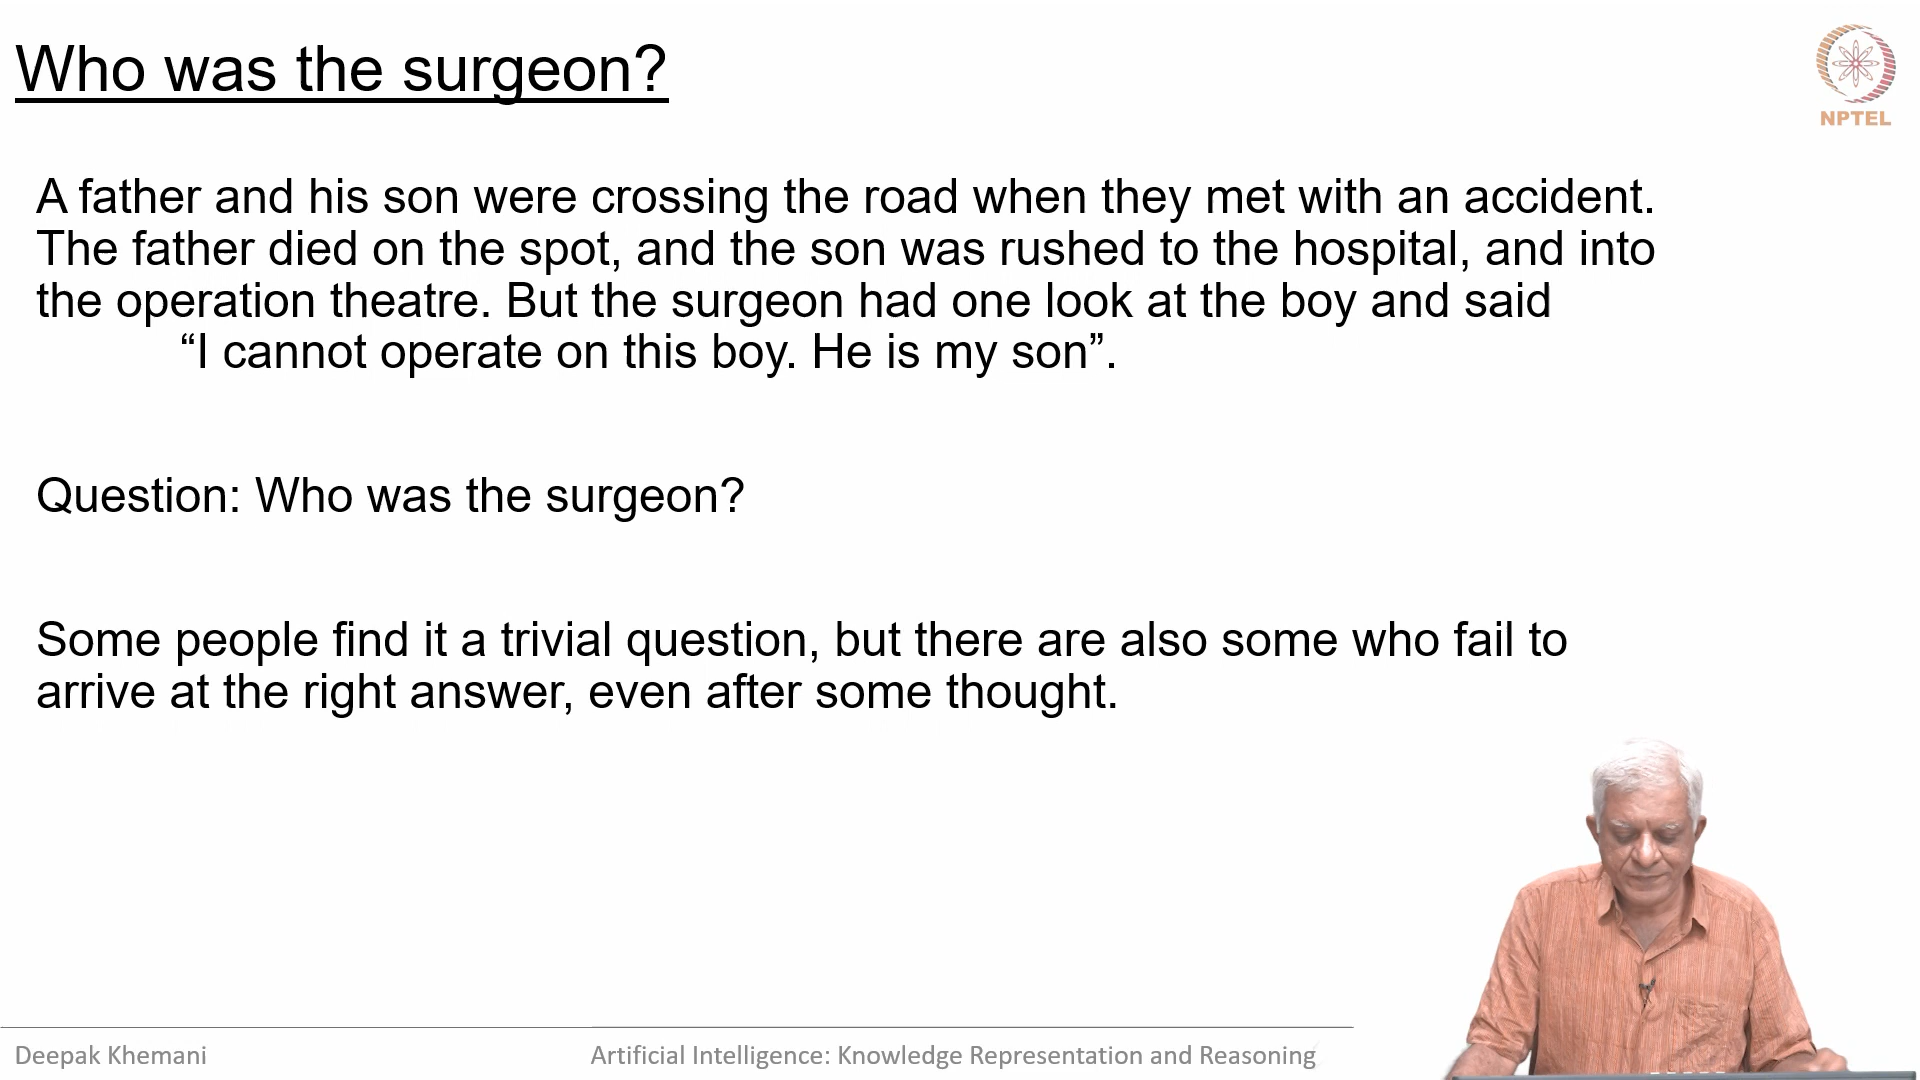 Who was the surgeon?
NPTEL
A father and his son were crossing the road when they met with an accident.
The father died on the spot, and the son was rushed to the hospital, and into
the operation theatre. But the surgeon had one look at the boy and said
“I cannot operate on this boy. He is my son”.
Question: Who was the surgeon?
Some people find it a trivial question, but there are also some who fail to
arrive at the right answer, even after some thought.
Deepak Khemani
Artificial Intelligence: Knowledge Representation and Reasoning